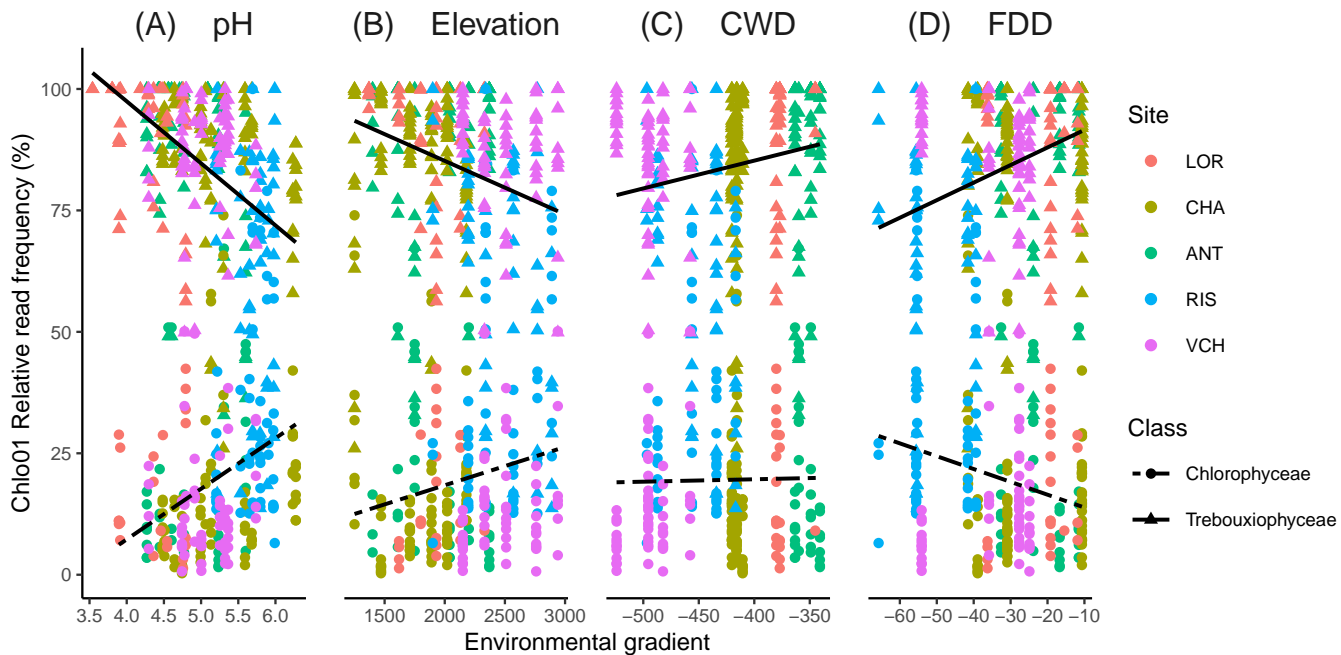 (A) pH (B) Elevation (C) CWD (D) FDD
Chlo01 Relative read frequency (%)
100
75
50
25
0
3.5 4.0 4.5 5.0 5.5 6.0 1500 2000 2500 3000 −500 −450 −400 −350 −60 −50 −40 −30 −20 −10
Environmental gradient
Site
LOR
CHA
ANT
RIS
VCH
Class
Chlorophyceae
Trebouxiophyceae